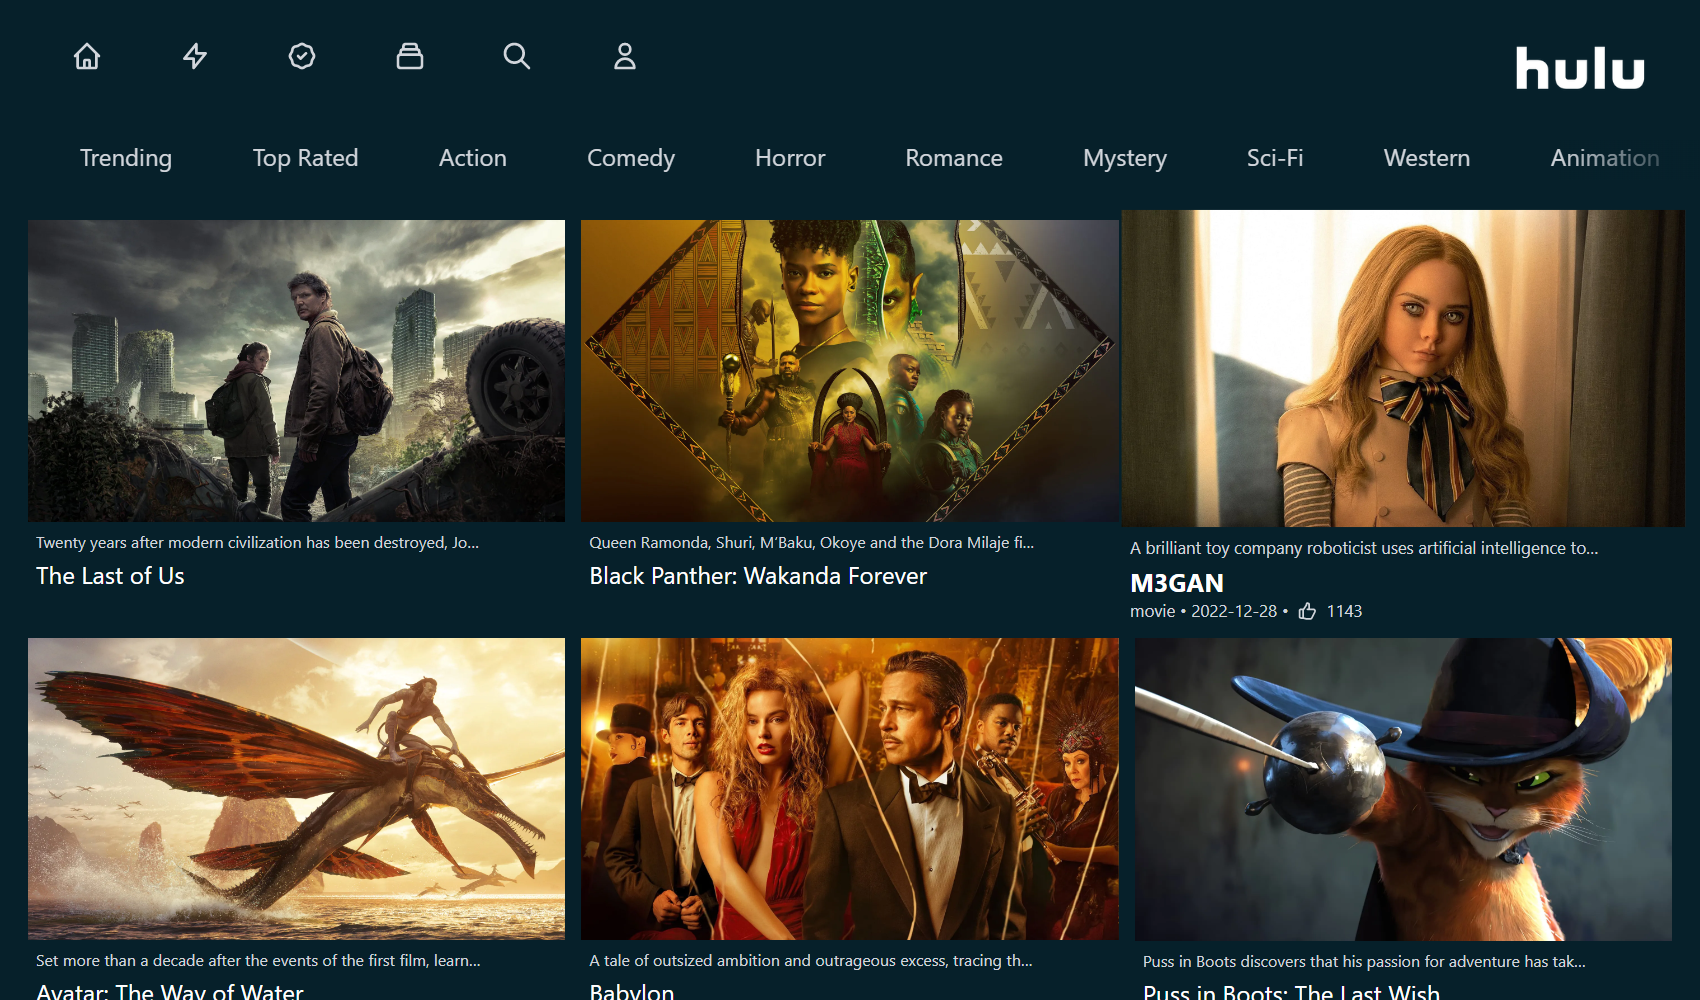 hulu
Trending Top Rated Action Comedy Horror Romance Mystery Sci-Fi Western Animation
Twenty years after modern civilization has been destroyed, Jo...
The Last of Us
Queen Ramonda, Shuri, M’Baku, Okoye and the Dora Milaje fi...
Black Panther: Wakanda Forever
A brilliant toy company roboticist uses artificial intelligence to...
M3GAN
movie • 2022-12-28 • 1143
Set more than a decade after the events of the first film, learn...
Avatar: The Way of Water
A tale of outsized ambition and outrageous excess, tracing th...
Babylon
Puss in Boots discovers that his passion for adventure has tak...
Puss in Boots: The Last Wish